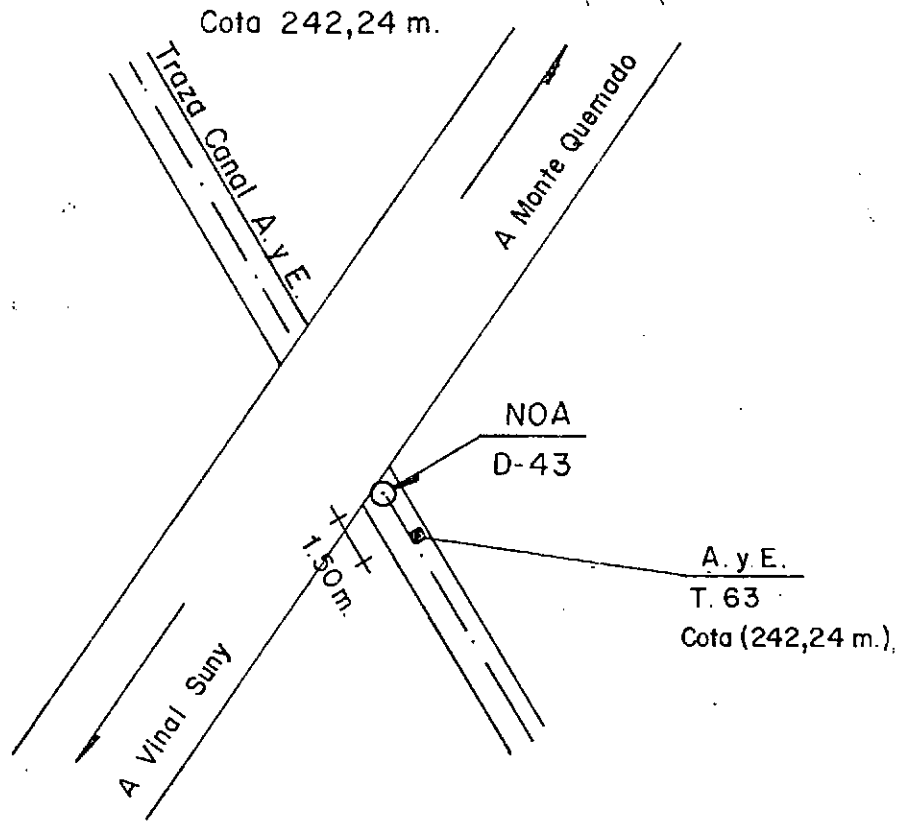 Cota 242,24 m.
Traza Canal A. y E.
A Monte Quemado
NOA
D-43
1.50 m.
A. y E.
T. 63
Cota (242,24 m.)
A Vinal Suny